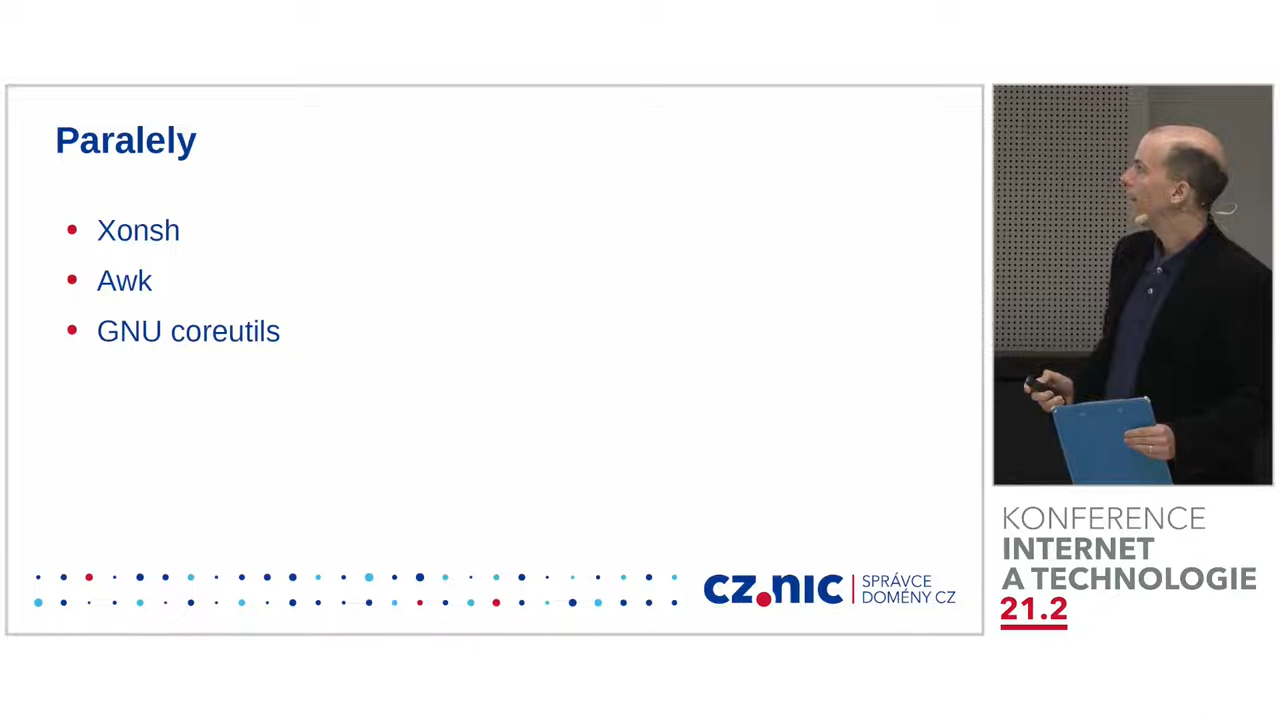 Paralely
Xonsh
Awk
GNU coreutils
CZ.NIC
SPRÁVCE
DOMÉNY CZ
KONFERENCE
INTERNET
A TECHNOLOGIE
21.2